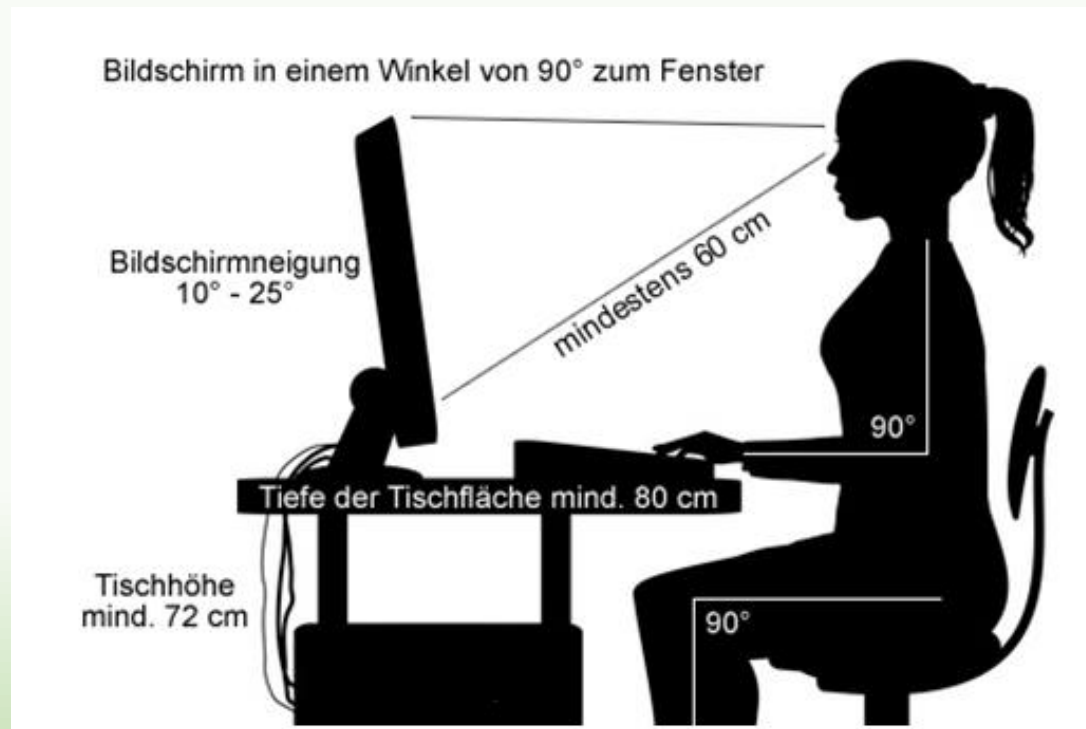 Bildschirm in einem Winkel von 90° zum Fenster
Bildschirmneigung
10° - 25°
mindestens 60 cm
90°
Tiefe der Tischfläche mind. 80 cm
Tischhöhe
mind. 72 cm
90°